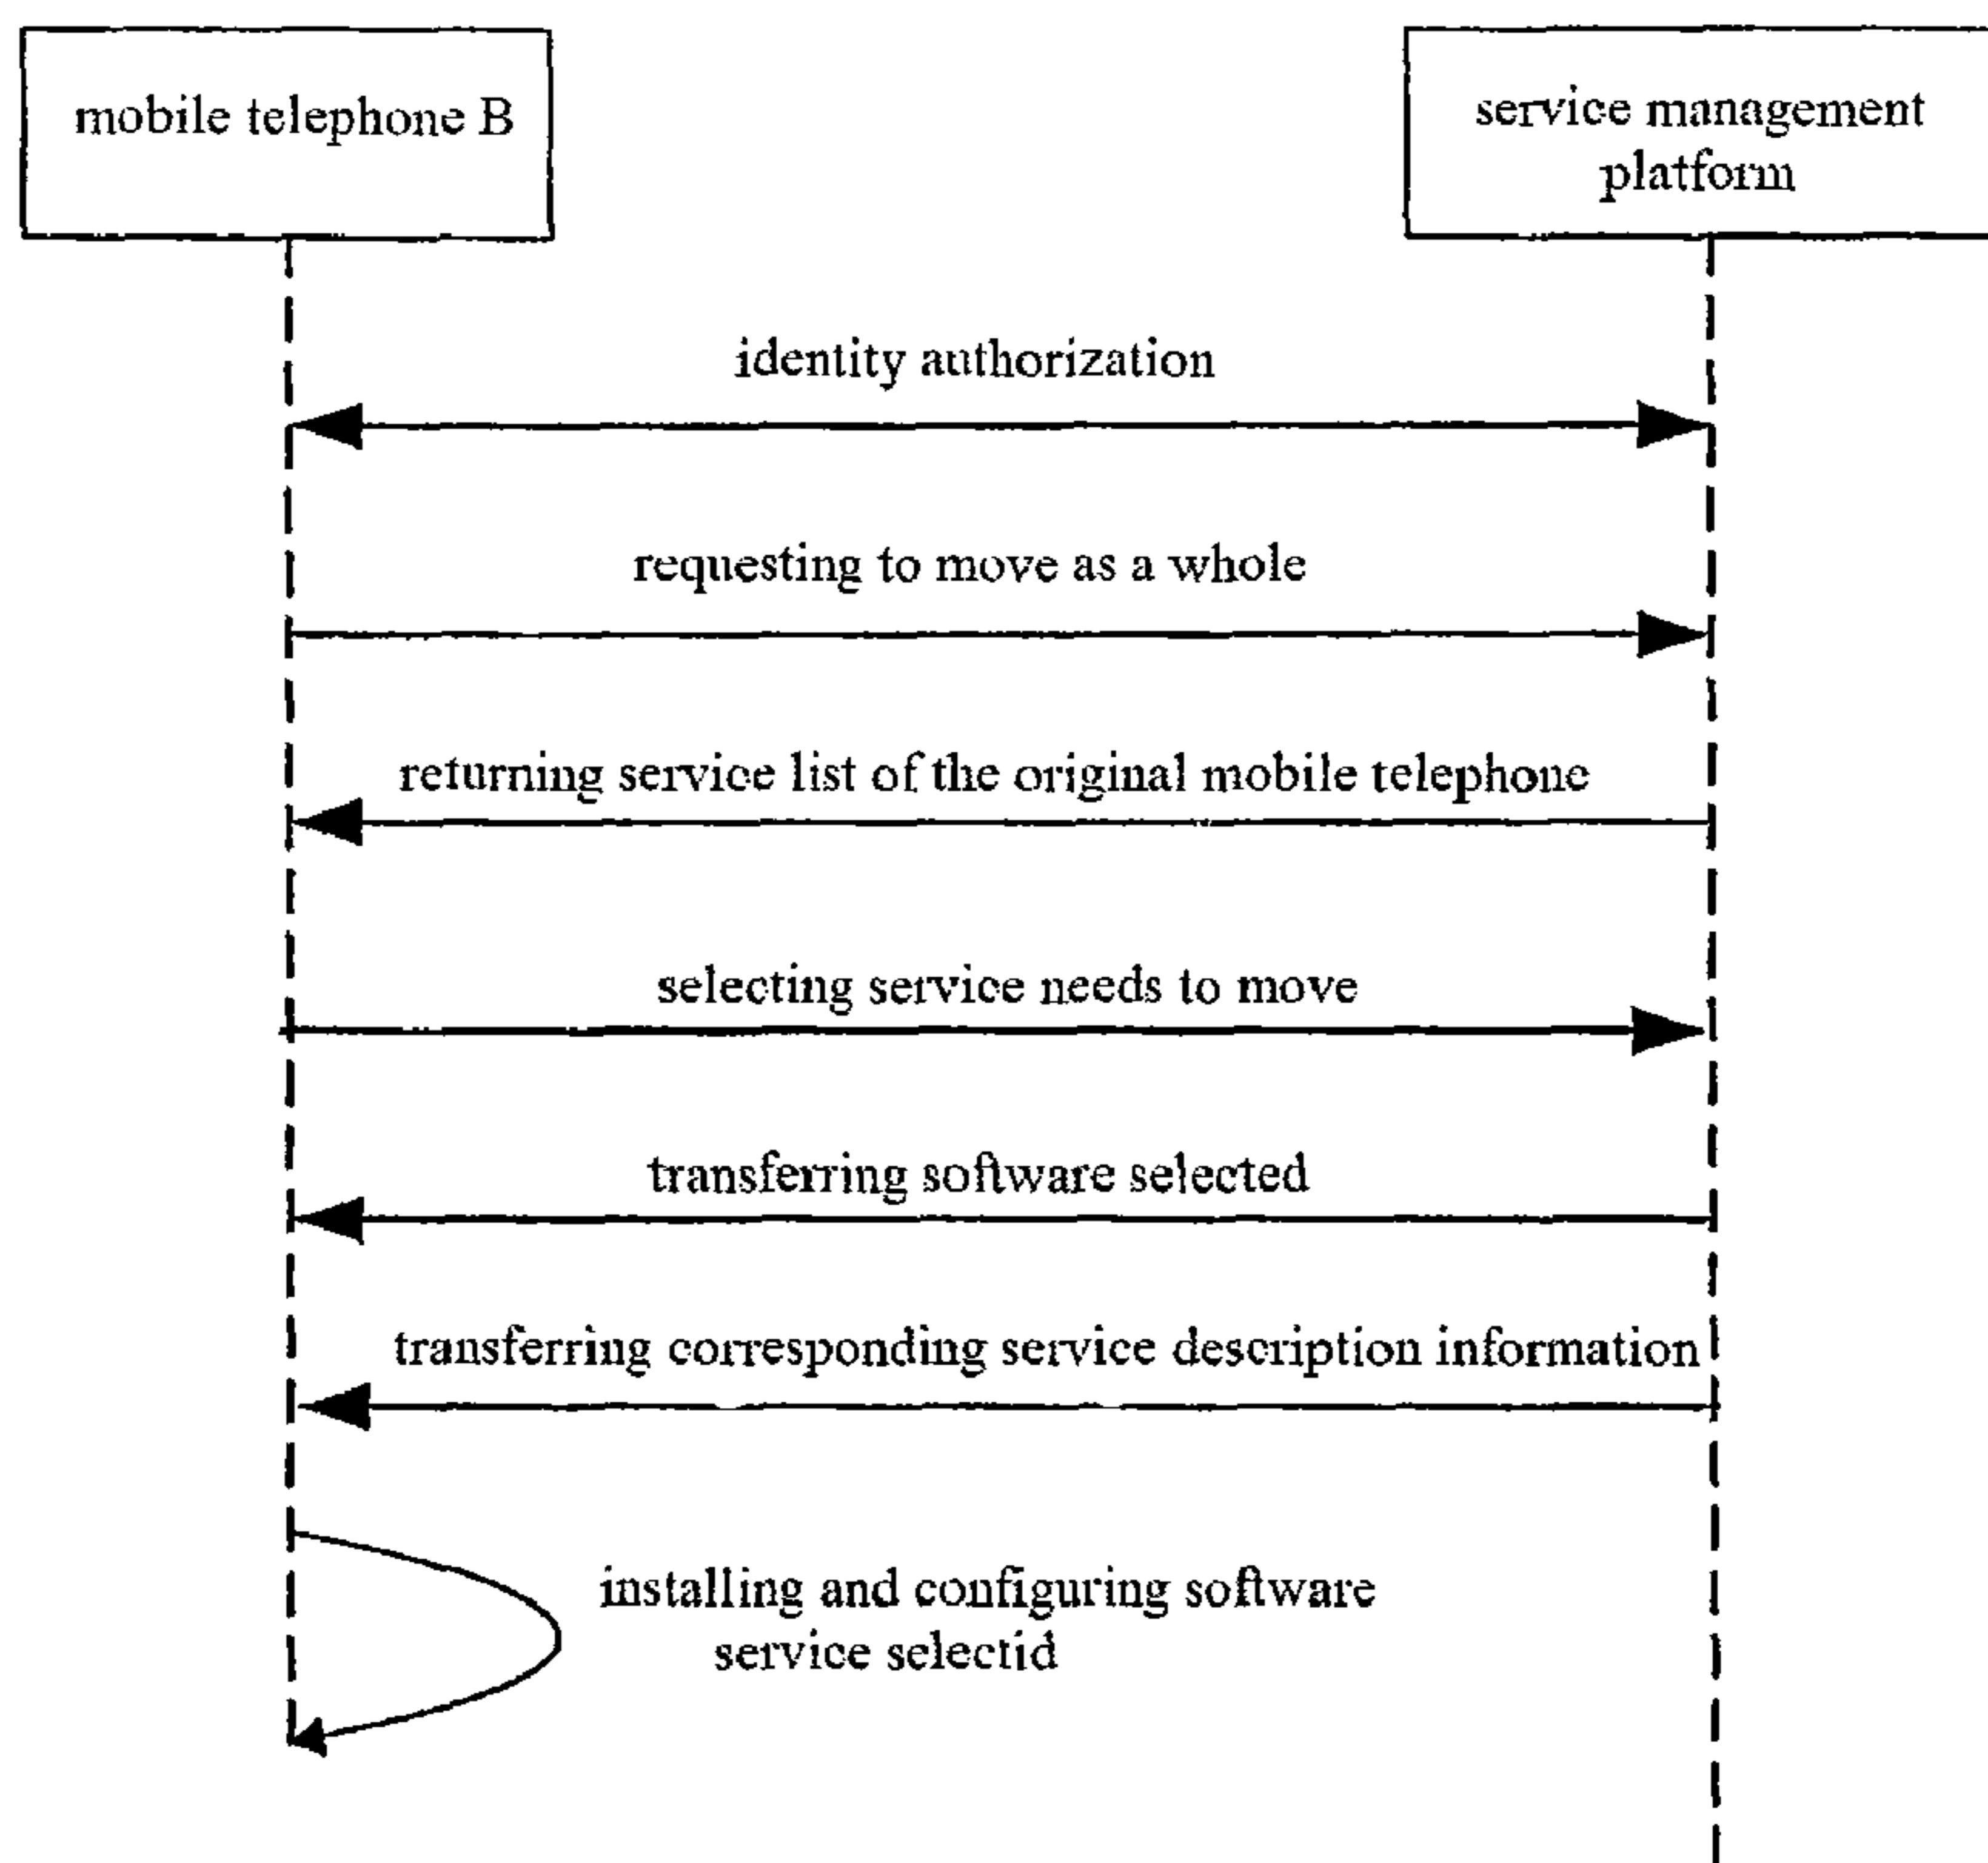 mobile telephone B
service management
platform
identity authorization
requesting to move as a whole
returning service list of the original mobile telephone
selecting service needs to move
transferring software selected
transferring corresponding service description information
installing and configuring software
service selectid